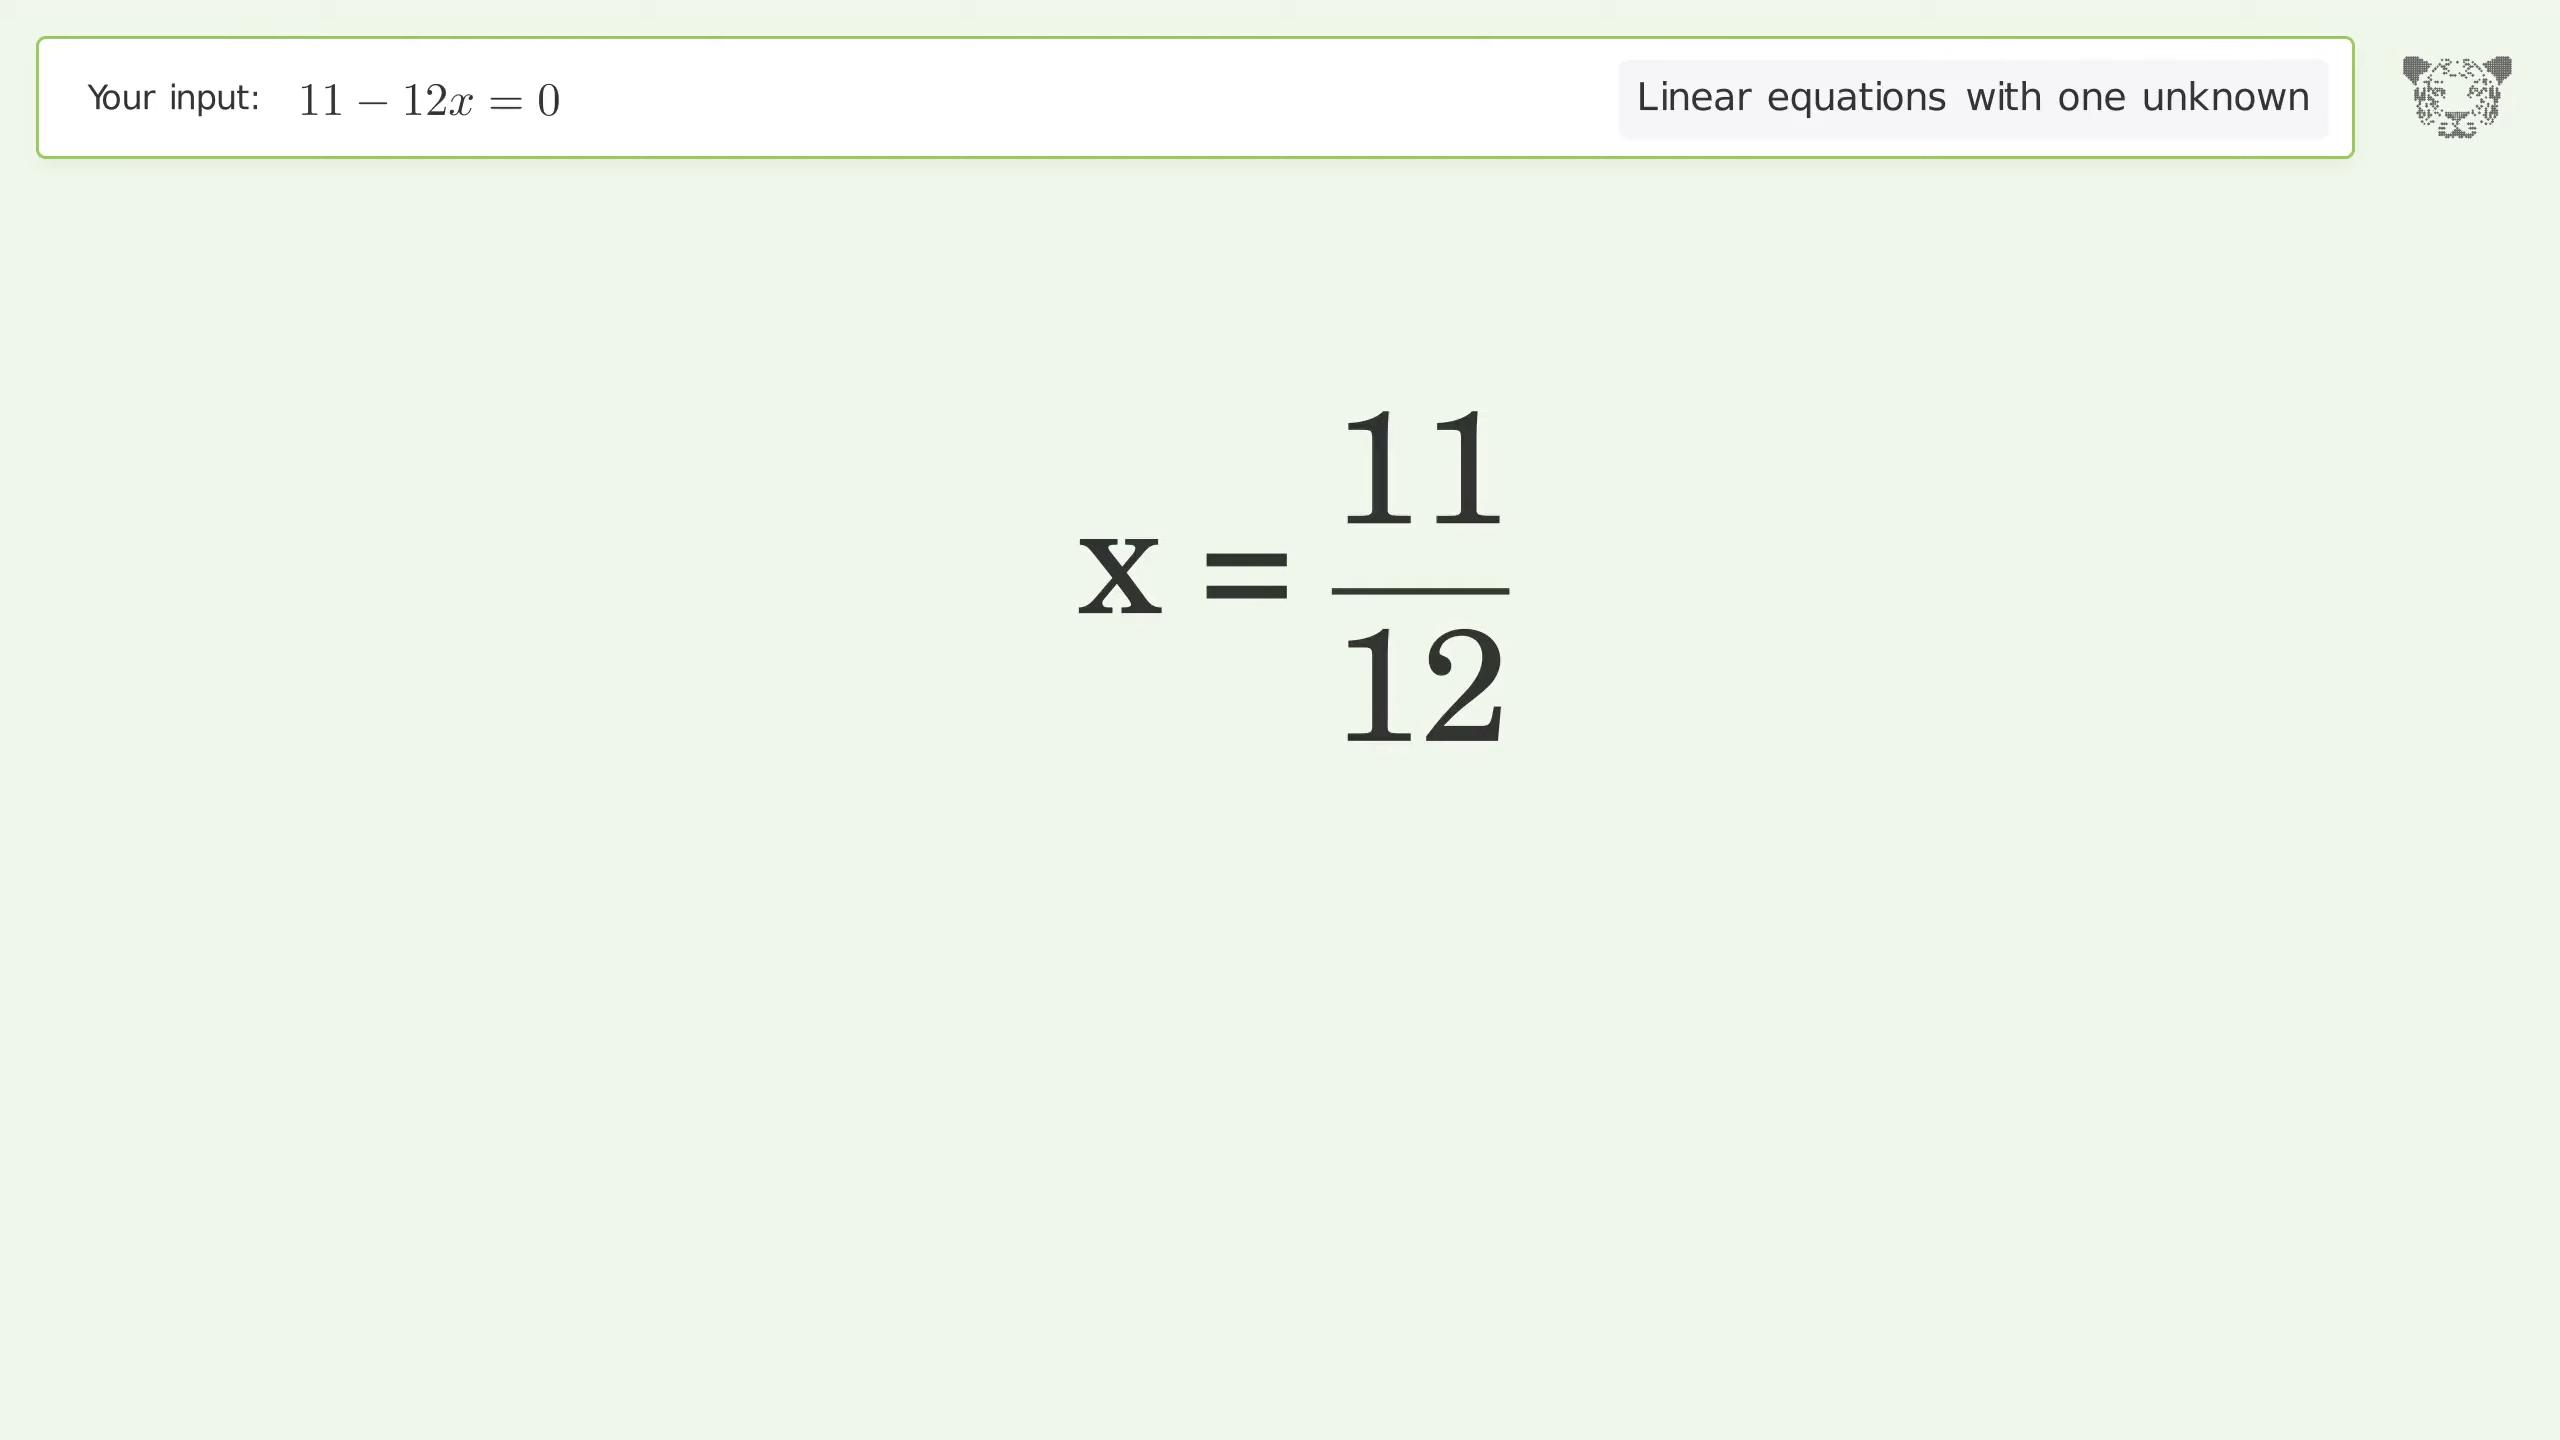 Your input: 11 − 12x = 0
Linear equations with one unknown
x = 11/12